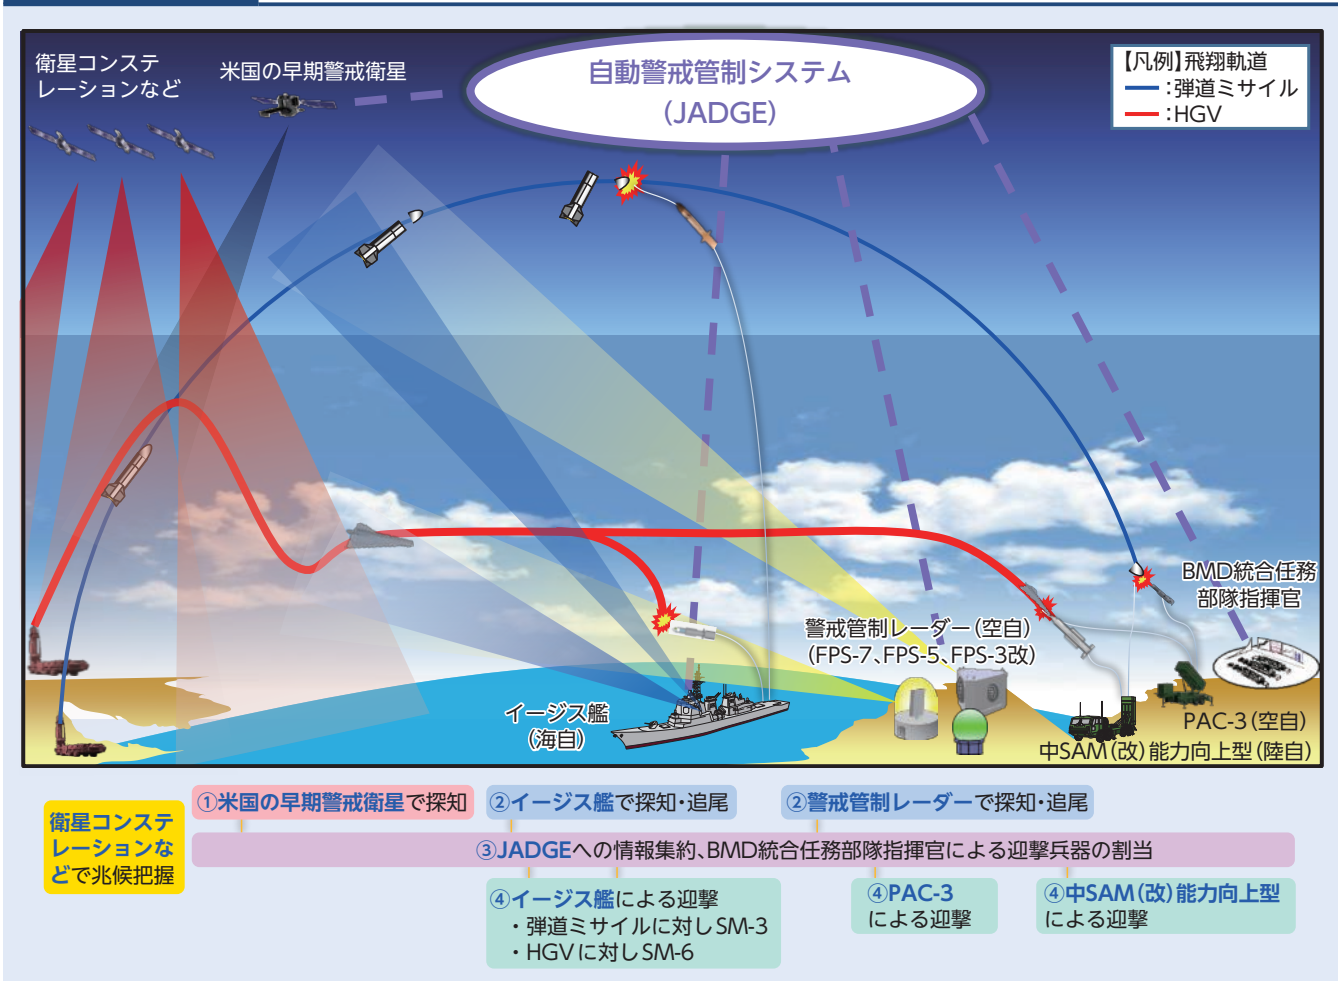 衛星コンステ
レーションなど
米国の早期警戒衛星
自動警戒管制システム
(JADGE)
【凡例】飛翔軌道
：弾道ミサイル
：HGV
BMD統合任務
部隊指揮官
警戒管制レーダー(空自)
(FPS-7、FPS-5、FPS-3改)
イージス艦
(海自)
PAC-3(空自)
中SAM(改)能力向上型(陸自)
衛星コンステ
レーションな
どで兆候把握
①米国の早期警戒衛星で探知
②イージス艦で探知・追尾
②警戒管制レーダーで探知・追尾
③JADGEへの情報集約、BMD統合任務部隊指揮官による迎撃兵器の割当
④イージス艦による迎撃
・弾道ミサイルに対しSM-3
・HGVに対しSM-6
④PAC-3
による迎撃
④中SAM(改)能力向上型
による迎撃